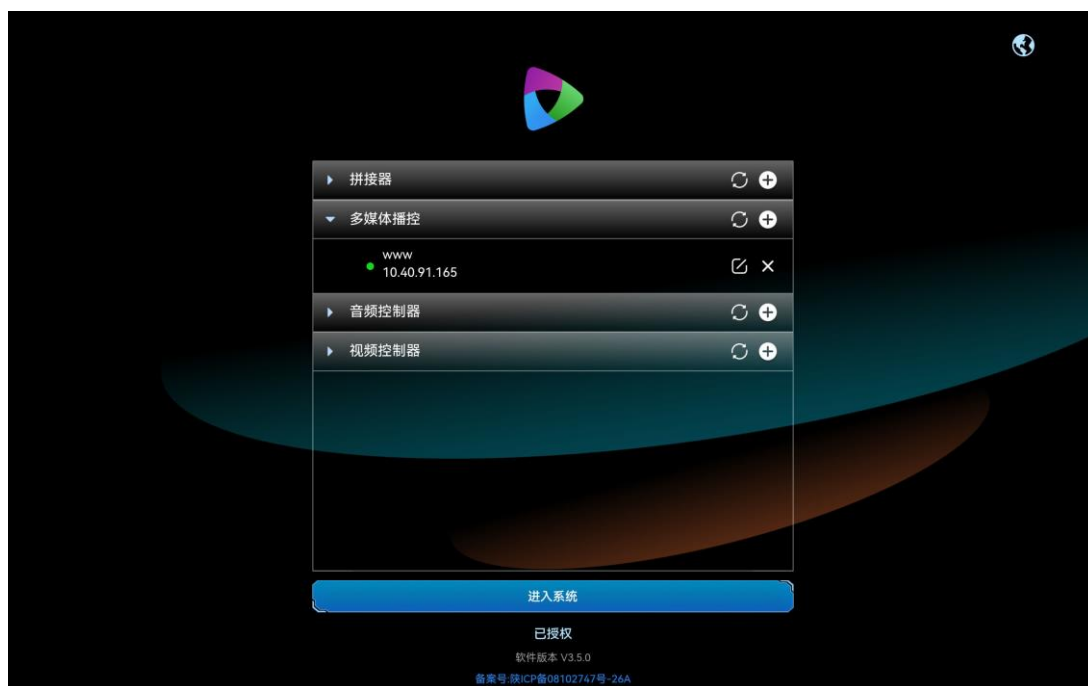 拼接器
多媒体播控
www
10.40.91.165
音频控制器
视频控制器
进入系统
已授权
软件版本 V3.5.0
备案号:陕ICP备08102747号-26A